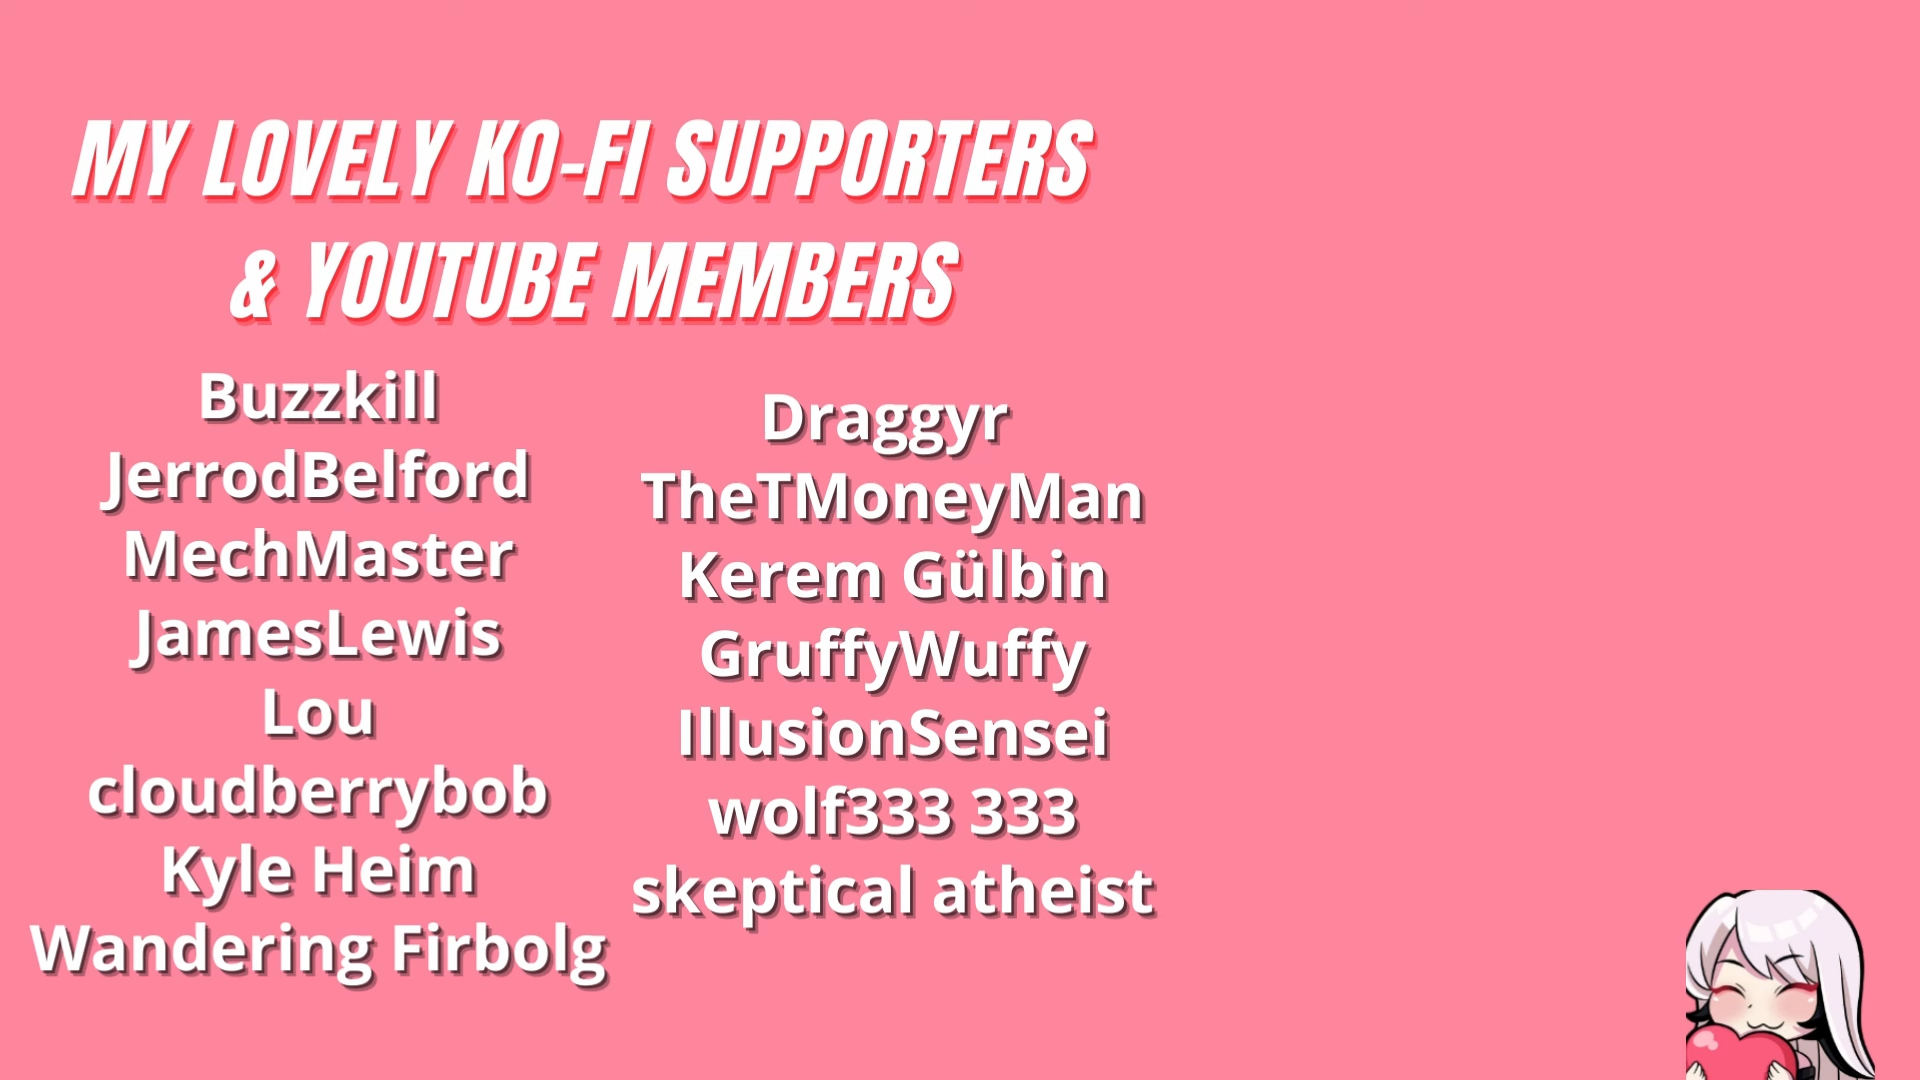 MY LOVELY KO-FI SUPPORTERS
& YOUTUBE MEMBERS
Buzzkill
JerrodBelford
MechMaster
JamesLewis
Lou
cloudberrybob
Kyle Heim
Wandering Firbolg
Draggyr
TheTMoneyMan
Kerem Gülbin
GruffyWuffy
IllusionSensei
wolf333 333
skeptical atheist